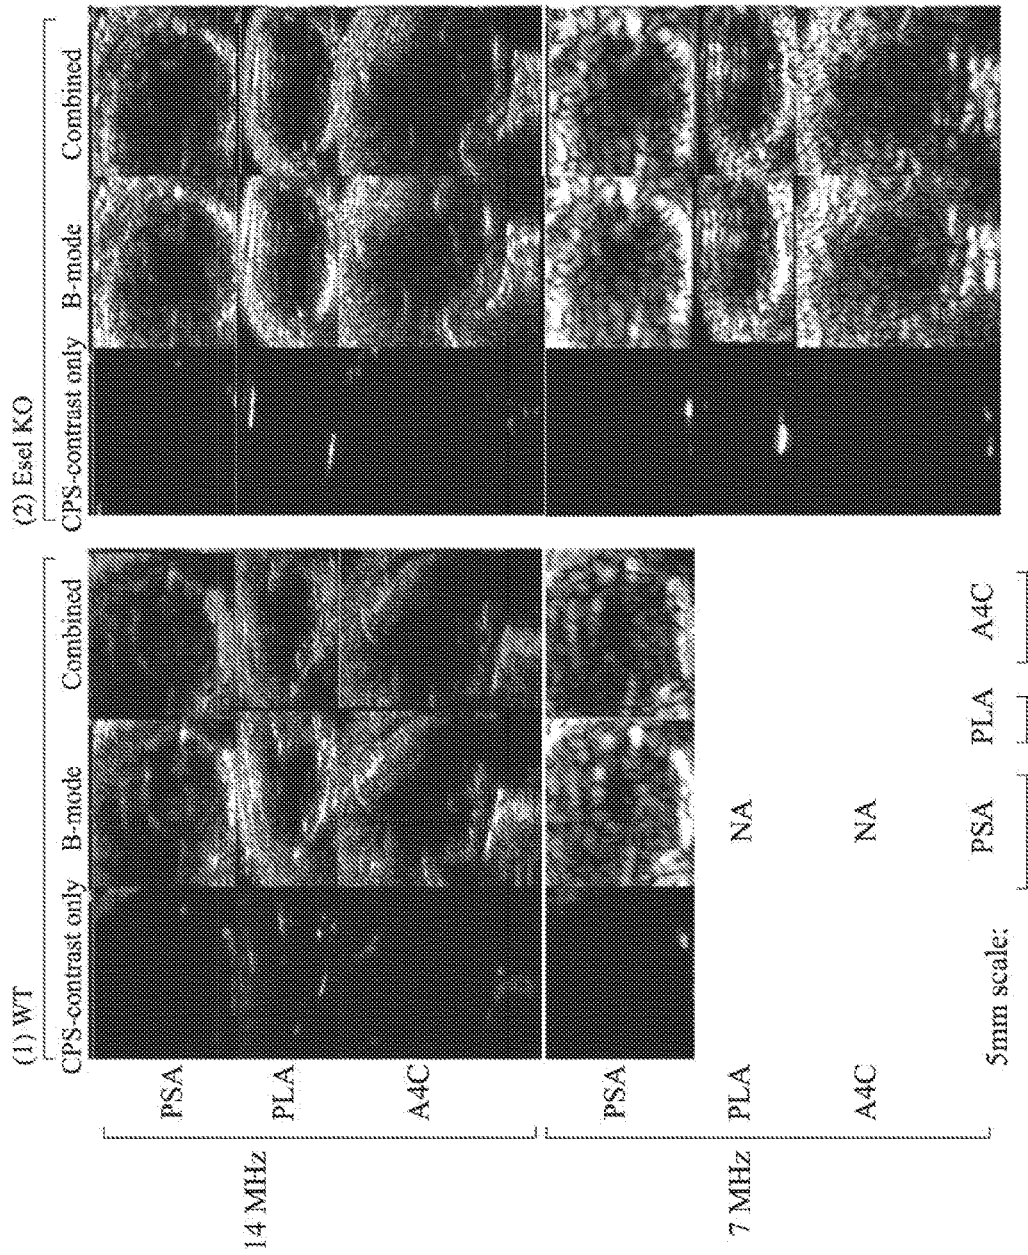 (1) WT
(2) Esel KO
CPS-contrast only
B-mode
Combined
CPS-contrast only
B-mode
Combined
14 MHz
PSA
PLA
A4C
7 MHz
PSA
PLA
NA
A4C
NA
5mm scale:
PSA
PLA
A4C